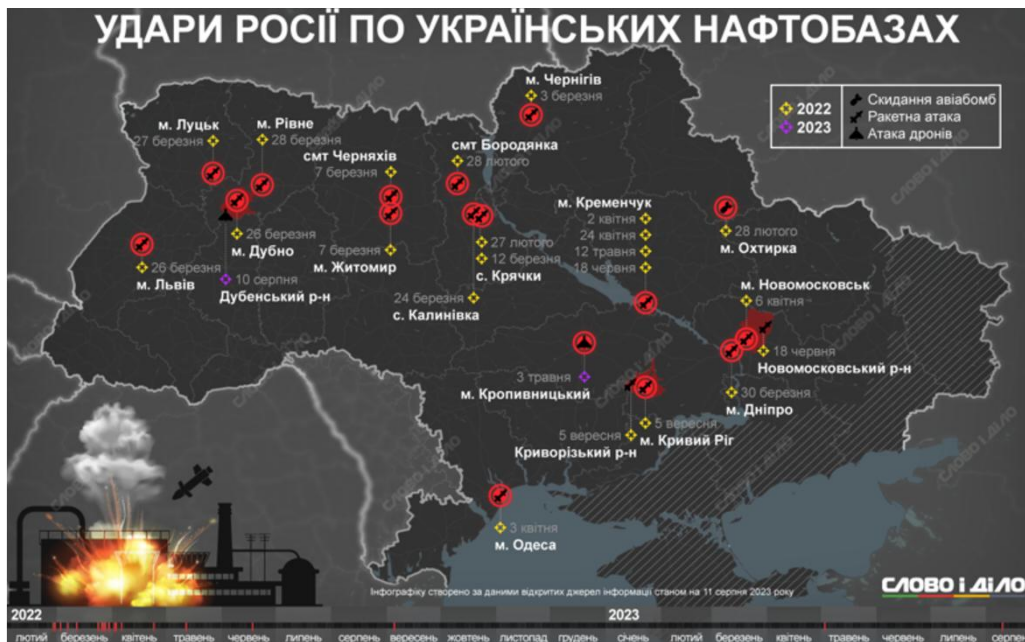 УДАРИ РОСІЇ ПО УКРАЇНСЬКИХ НАФТОБАЗАХ
2022
2023
Скидання авіабомб
Ракетна атака
Атака дронів
м. Чернігів
3 березня
м. Луцьк
27 березня
м. Рівне
28 березня
смт Черняхів
7 березня
смт Бородянка
28 лютого
м. Кременчук
2 квітня
24 квітня
12 травня
18 червня
28 лютого
м. Охтирка
26 березня
м. Дубно
26 березня
м. Львів
10 серпня
Дубенський р-н
7 березня
м. Житомир
27 лютого
12 березня
с. Крячки
24 березня
с. Калинівка
м. Новомосковськ
6 квітня
18 червня
Новомосковський р-н
3 травня
м. Кропивницький
30 березня
м. Дніпро
5 вересня
м. Кривий Ріг
5 вересня
Криворізький р-н
3 квітня
м. Одеса
Інфографіку створено за даними відкритих джерел інформації станом на 11 серпня 2023 року
СЛОВО І ДІЛО
2022
2023
лютий березень квітень травень червень липень серпень вересень жовтень листопад грудень січень лютий березень квітень травень червень липень